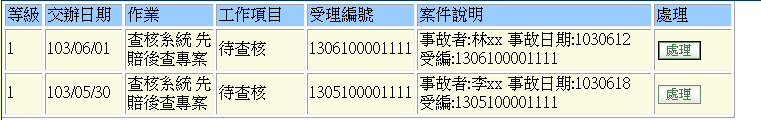 等級 交辦日期 作業 工作項目 受理編號 案件說明 處理
1 103/06/01 查核系統 先賠後查專案 待查核 1306100001111 事故者:林xx 事故日期:1030612 受編:1306100001111 處理
1 103/05/30 查核系統 先賠後查專案 待查核 1305100001111 事故者:李xx 事故日期:1030618 受編:1305100001111 處理